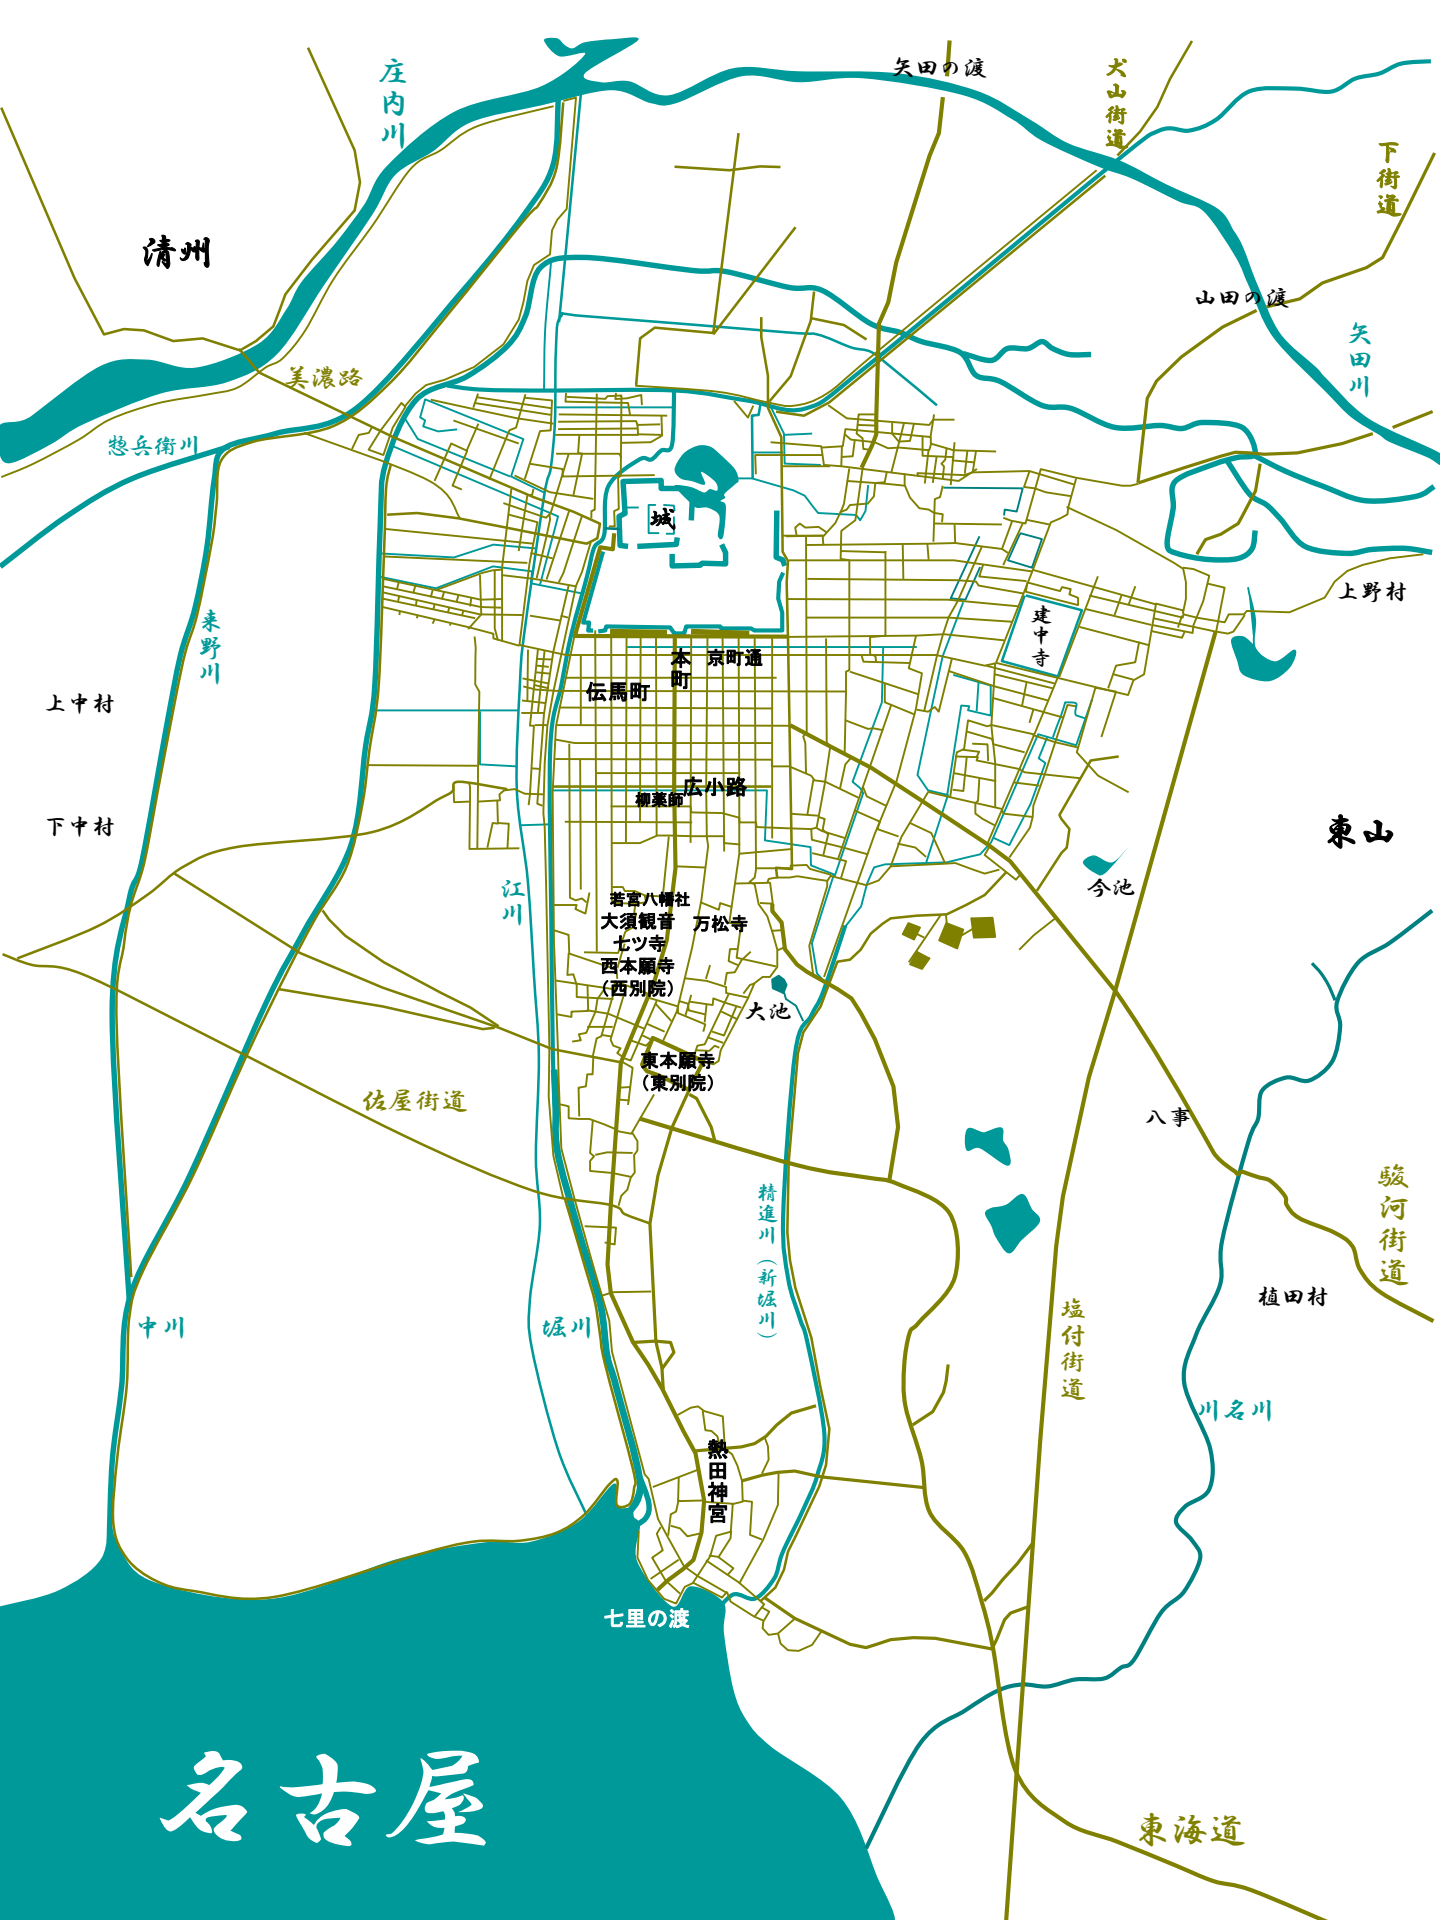 矢田の渡
庄内川
犬山街道
下街道
清州
山田の渡
矢田川
美濃路
惣兵衛川
城
上野村
建中寺
来野川
本町
京町通
伝馬町
上中村
広小路
柳薬師
下中村
東山
江川
今池
若宮八幡社
大須観音
万松寺
七ツ寺
西本願寺
(西別院)
大池
東本願寺
(東別院)
佐屋街道
八事
精進川(新堀川)
駿河街道
植田村
塩付街道
中川
堀川
川名川
熱田神宮
七里の渡
名古屋
東海道